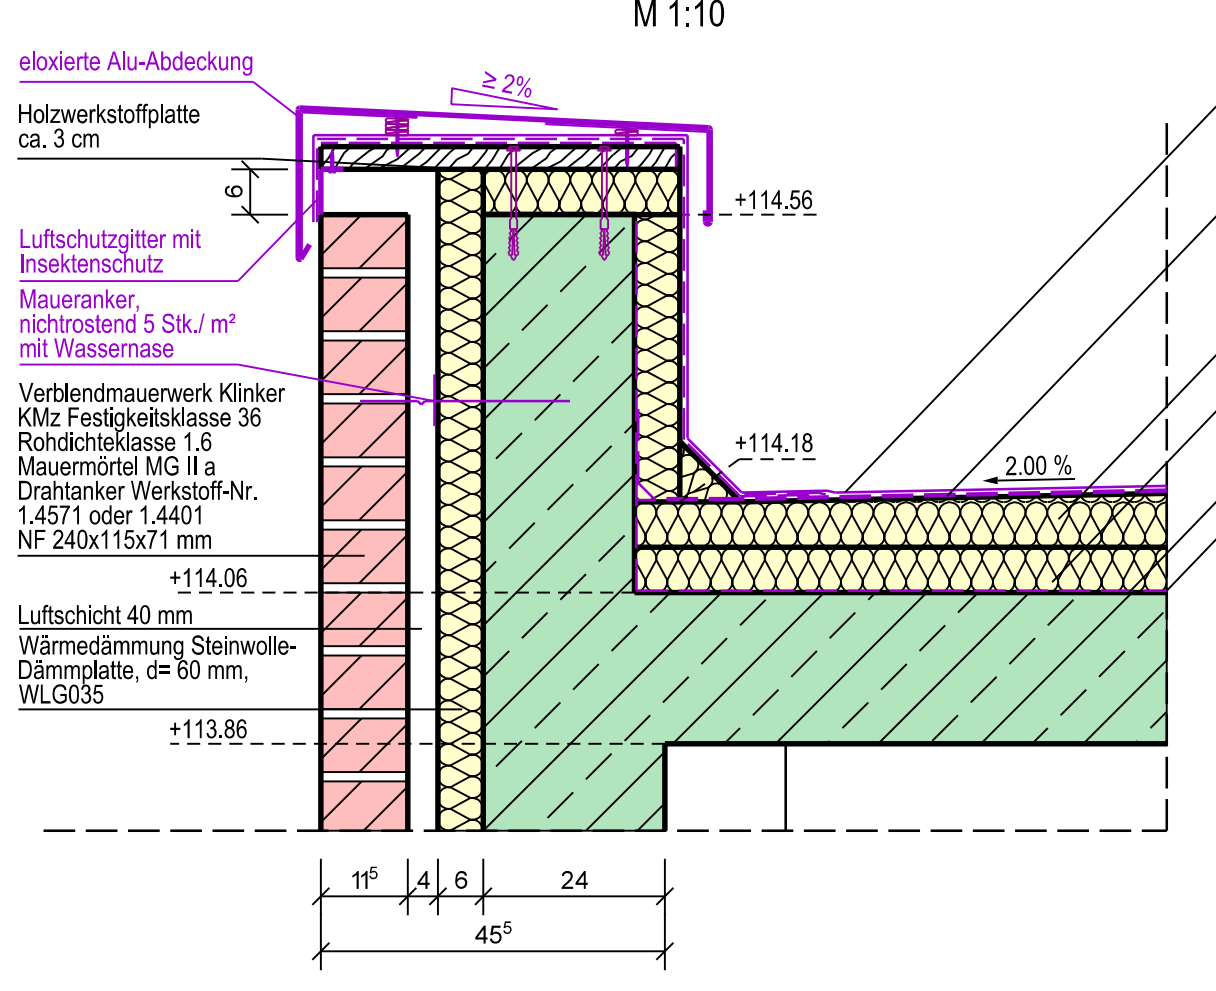 M 1:10
eloxierte Alu-Abdeckung
≥ 2%
Holzwerkstoffplatte
ca. 3 cm
6
+114.56
Luftschutzgitter mit
Insektenschutz
Maueranker,
nichtrostend 5 Stk./ m²
mit Wassernase
Verblendmauerwerk Klinker
KMz Festigkeitsklasse 36
Rohdichteklasse 1.6
Mauermörtel MG II a
Drahtanker Werkstoff-Nr.
1.4571 oder 1.4401
NF 240x115x71 mm
+114.18
2.00 %
+114.06
Luftschicht 40 mm
Wärmedämmung Steinwolle-
Dämmplatte, d= 60 mm,
WLG035
+113.86
11⁵ 4 6 24
45⁵